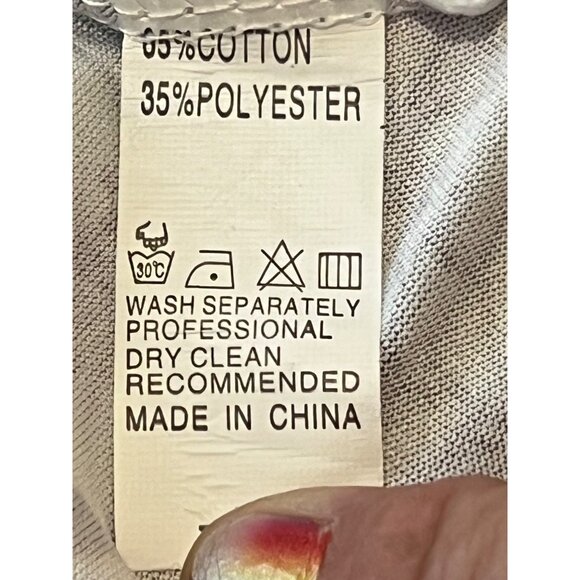 65%COTTON
35%POLYESTER
30°C
WASH SEPARATELY
PROFESSIONAL
DRY CLEAN
RECOMMENDED
MADE IN CHINA